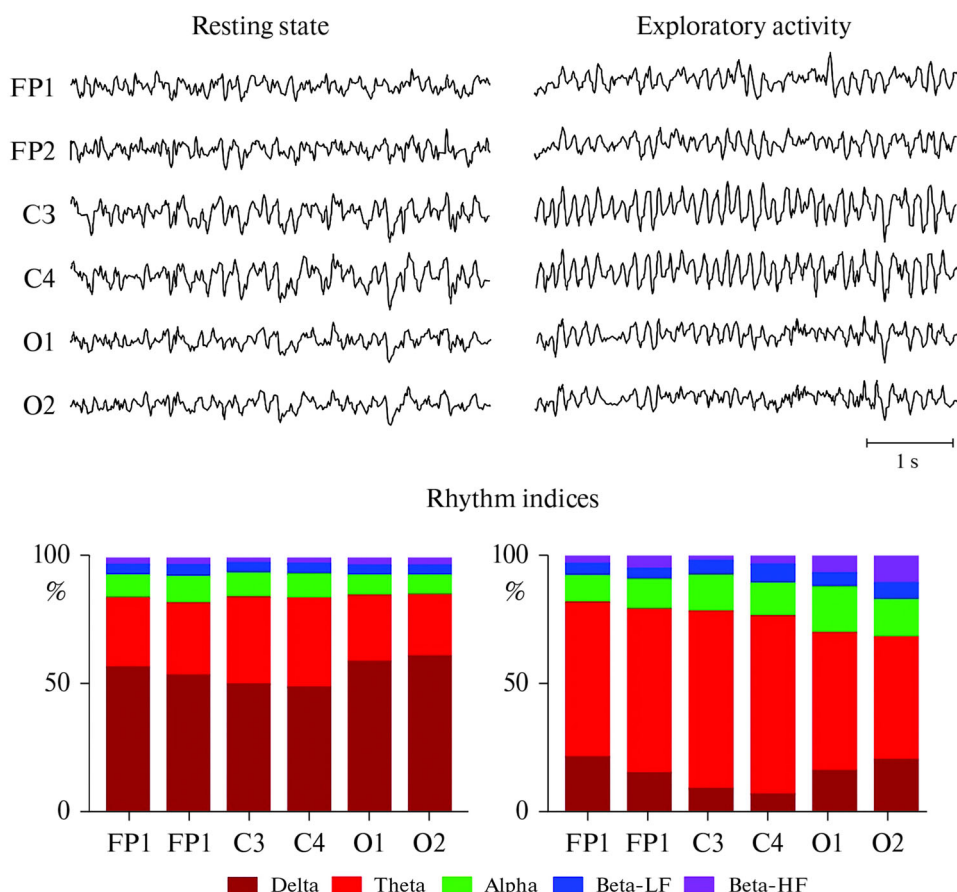 Resting state
Exploratory activity
FP1
FP2
C3
C4
O1
O2
1 s
Rhythm indices
100
%
50
0
FP1 FP1 C3 C4 O1 O2
100
%
50
0
FP1 FP1 C3 C4 O1 O2
Delta Theta Alpha Beta-LF Beta-HF